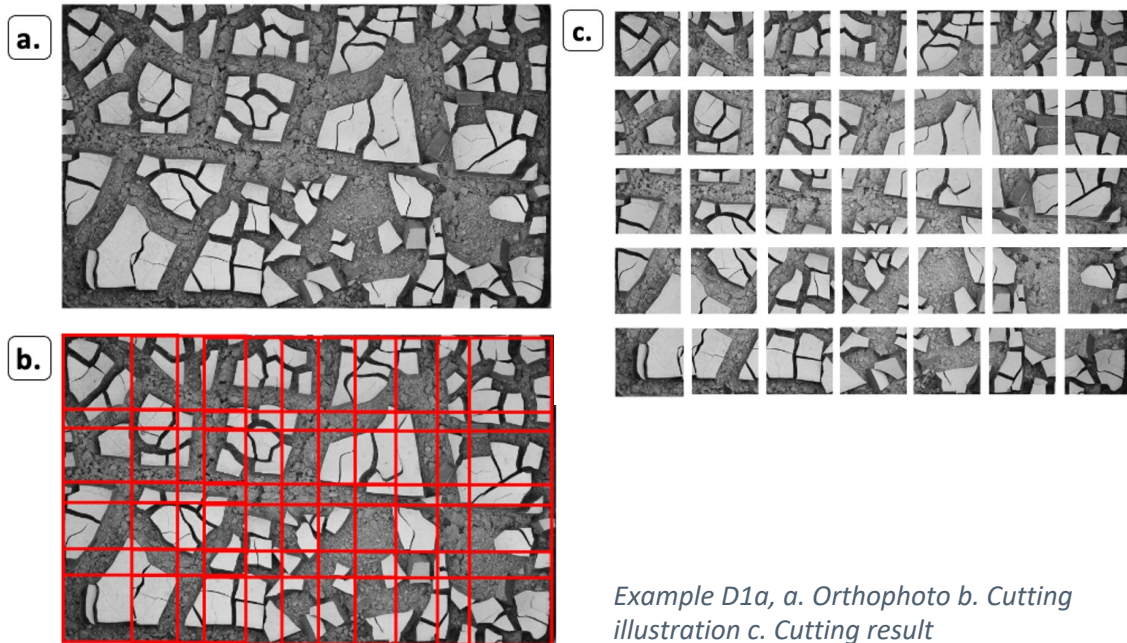 a.
c.
b.
Example D1a, a. Orthophoto b. Cutting
illustration c. Cutting result